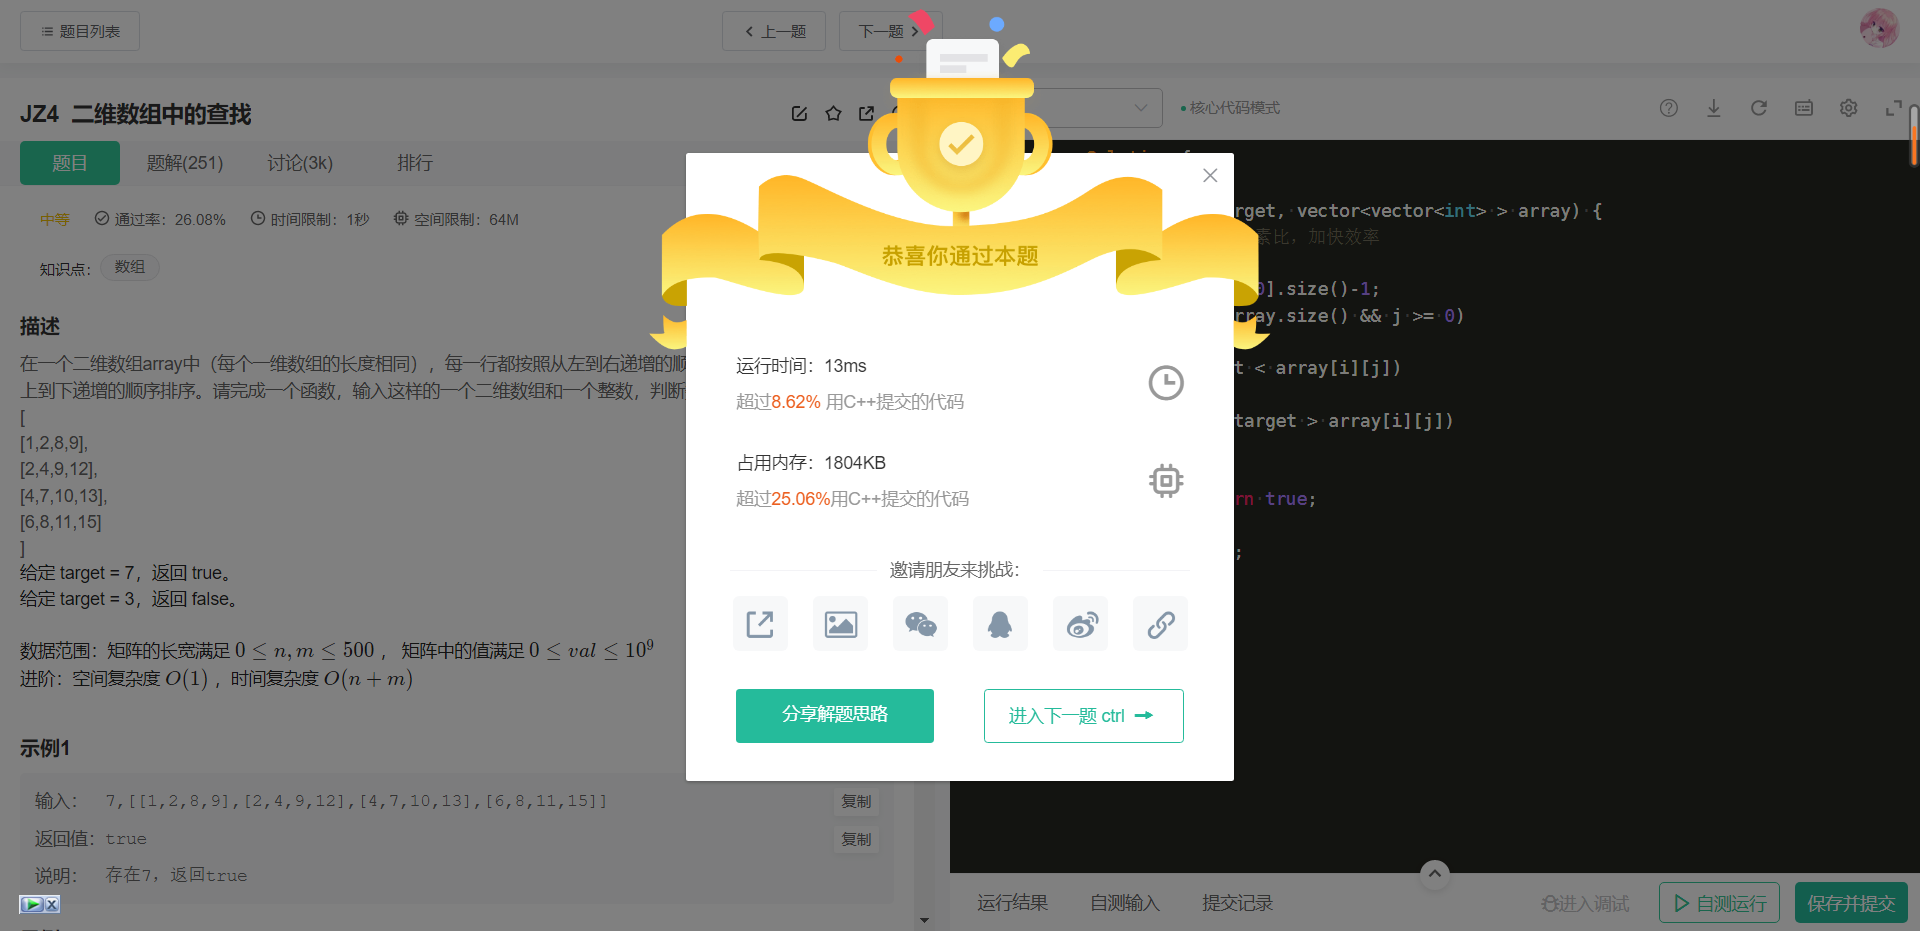 题目列表
上一题
下一题
JZ4 二维数组中的查找
核心代码模式
题目
题解(251)
讨论(3k)
排行
中等
通过率：26.08%
时间限制：1秒
空间限制：64M
知识点：
数组
描述
在一个二维数组array中（每个一维数组的长度相同），每一行都按照从左到右递增的顺
上到下递增的顺序排序。请完成一个函数，输入这样的一个二维数组和一个整数，判断
[
[1,2,8,9],
[2,4,9,12],
[4,7,10,13],
[6,8,11,15]
]
给定 target = 7，返回 true。
给定 target = 3，返回 false。
数据范围：矩阵的长宽满足 0 ≤ n, m ≤ 500 ， 矩阵中的值满足 0 ≤ val ≤ 10⁹
进阶：空间复杂度 O(1) ，时间复杂度 O(n + m)
示例1
输入：
7,[[1,2,8,9],[2,4,9,12],[4,7,10,13],[6,8,11,15]]
复制
返回值：
true
复制
说明：
存在7，返回true
恭喜你通过本题
运行时间：13ms
超过8.62% 用C++提交的代码
占用内存：1804KB
超过25.06%用C++提交的代码
邀请朋友来挑战：
分享解题思路
进入下一题 ctrl
rget, vector<vector<int> > array) {
素比，加快效率
0].size()-1;
rray.size() && j >= 0)
t < array[i][j])
target > array[i][j])
rn true;
;
运行结果
自测输入
提交记录
进入调试
自测运行
保存并提交